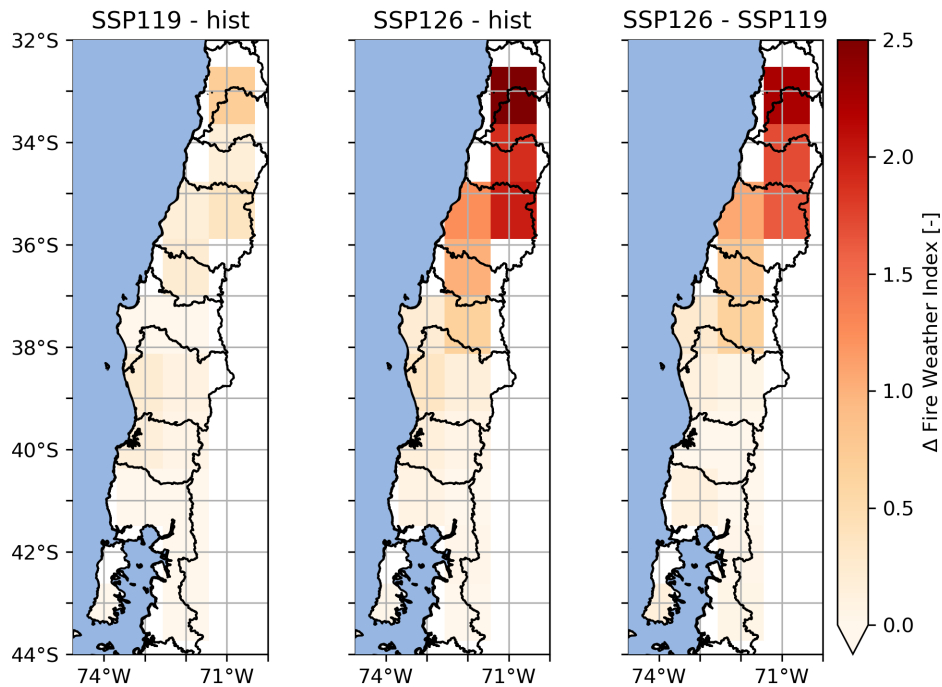 SSP119 - hist
SSP126 - hist
SSP126 - SSP119
32°S
34°S
36°S
38°S
40°S
42°S
44°S
74°W
71°W
74°W
71°W
74°W
71°W
2.5
2.0
1.5
1.0
0.5
0.0
Δ Fire Weather Index [-]